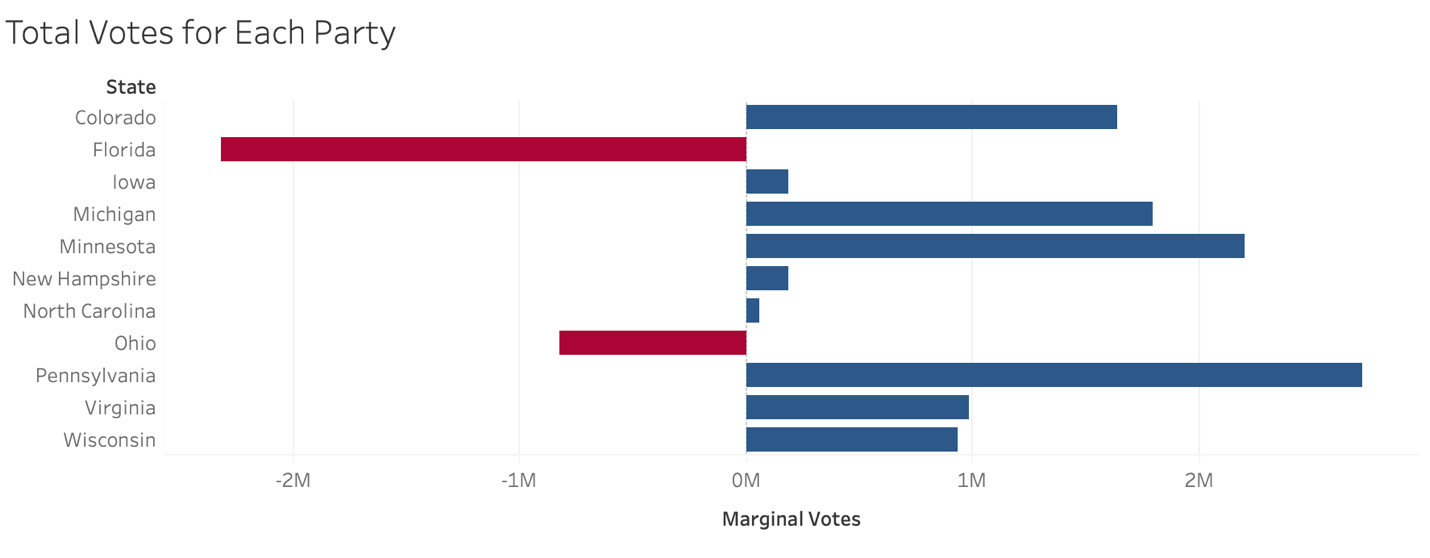 Total Votes for Each Party
State
Colorado
Florida
Iowa
Michigan
Minnesota
New Hampshire
North Carolina
Ohio
Pennsylvania
Virginia
Wisconsin
-2M -1M 0M 1M 2M
Marginal Votes